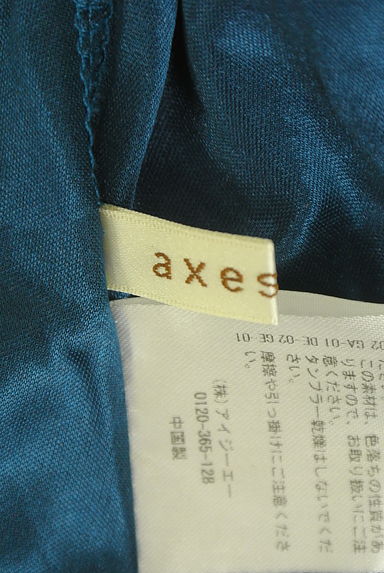 axes
02 GA- 01 DE- 02 GE- 01
この素材は、色落ちの性質があ
りますので、お取り扱いにご注
意ください。
タンブラー乾燥はしないでくだ
さい。
摩擦や引っ掛けにご注意くださ
い。
(株)アイジーエー
0120-365-128
中国製